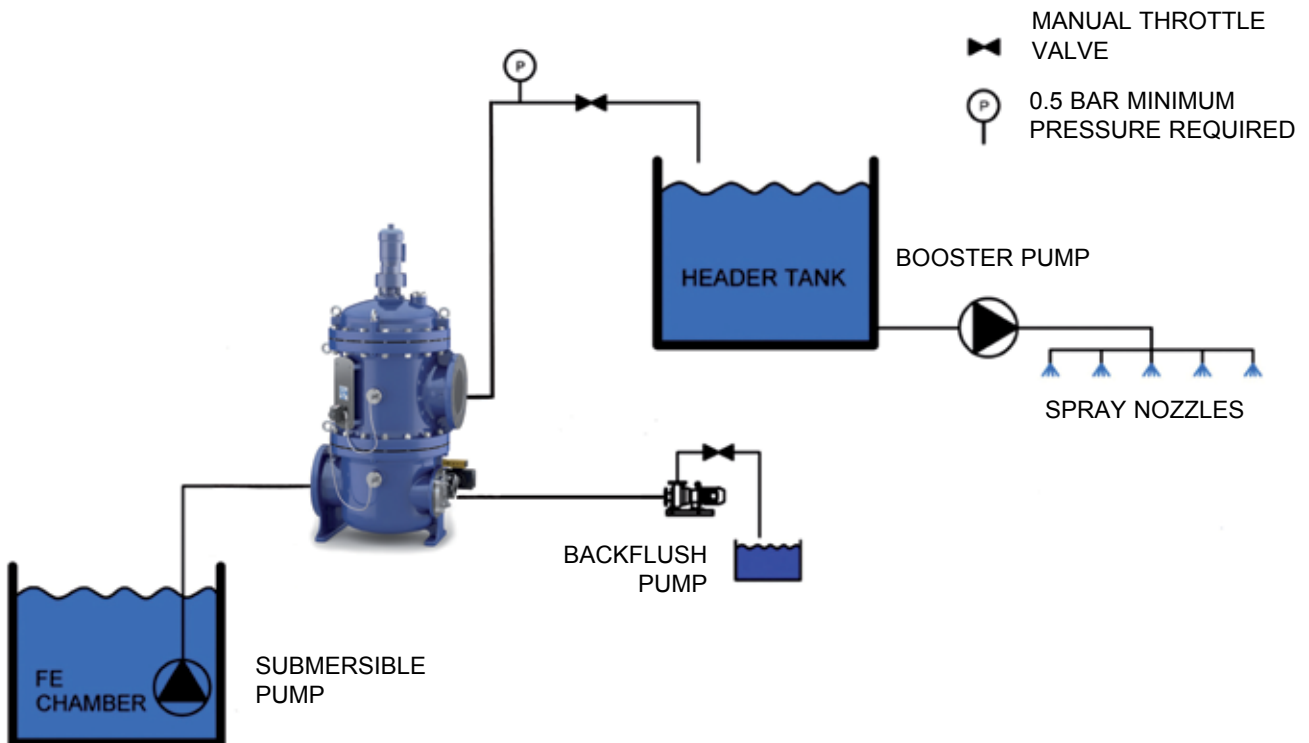 MANUAL THROTTLE
VALVE
P
0.5 BAR MINIMUM
PRESSURE REQUIRED
P
HEADER TANK
BOOSTER PUMP
SPRAY NOZZLES
BACKFLUSH
PUMP
FE
CHAMBER
SUBMERSIBLE
PUMP